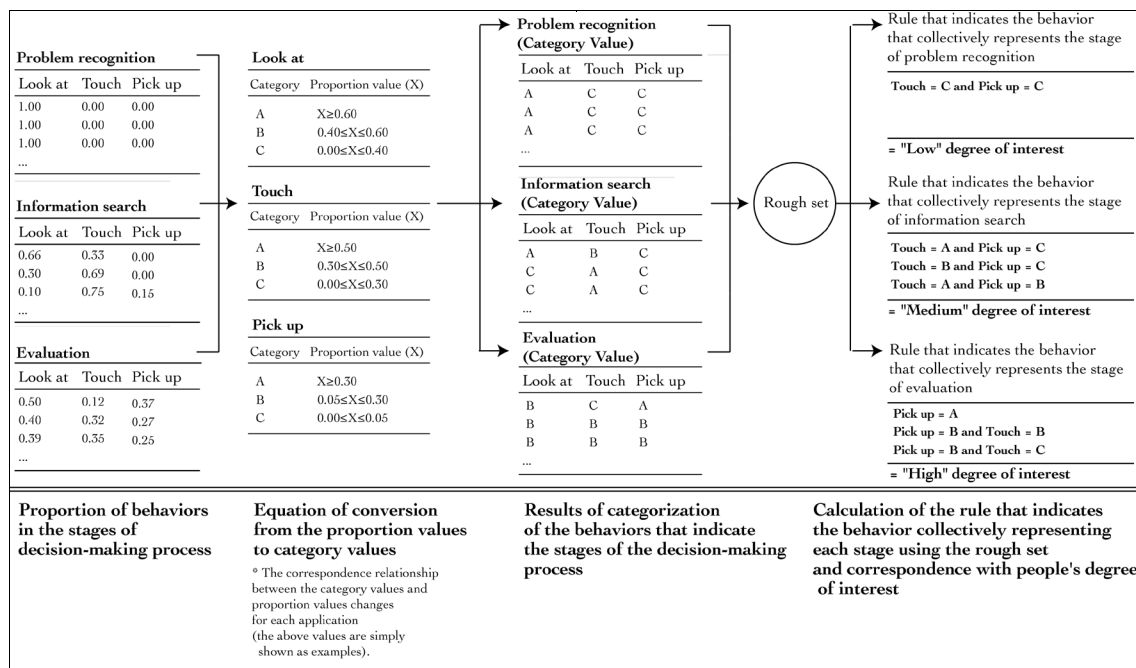 Problem recognition
Look at Touch Pick up
1.00 0.00 0.00
1.00 0.00 0.00
1.00 0.00 0.00
...
Information search
Look at Touch Pick up
0.66 0.33 0.00
0.30 0.69 0.00
0.10 0.75 0.15
...
Evaluation
Look at Touch Pick up
0.50 0.12 0.37
0.40 0.32 0.27
0.39 0.35 0.25
...
Look at
Category Proportion value (X)
A X≥0.60
B 0.40≤X≤0.60
C 0.00≤X≤0.40
Touch
Category Proportion value (X)
A X≥0.50
B 0.30≤X≤0.50
C 0.00≤X≤0.30
Pick up
Category Proportion value (X)
A X≥0.30
B 0.05≤X≤0.30
C 0.00≤X≤0.05
Problem recognition
(Category Value)
Look at Touch Pick up
A C C
A C C
A C C
...
Information search
(Category Value)
Look at Touch Pick up
A B C
C A C
C A C
...
Evaluation
(Category Value)
Look at Touch Pick up
B C A
B B B
B B B
...
Rough set
Rule that indicates the behavior
that collectively represents the stage
of problem recognition
Touch = C and Pick up = C
= "Low" degree of interest
Rule that indicates the behavior
that collectively represents the stage
of information search
Touch = A and Pick up = C
Touch = B and Pick up = C
Touch = A and Pick up = B
= "Medium" degree of interest
Rule that indicates the behavior
that collectively represents the stage
of evaluation
Pick up = A
Pick up = B and Touch = B
Pick up = B and Touch = C
= "High" degree of interest
Proportion of behaviors
in the stages of
decision-making process
Equation of conversion
from the proportion values
to category values
* The correspondence relationship
between the category values and
proportion values changes
for each application
(the above values are simply
shown as examples).
Results of categorization
of the behaviors that indicate
the stages of the decision-making
process
Calculation of the rule that indicates
the behavior collectively representing
each stage using the rough set
and correspondence with people's degree
of interest